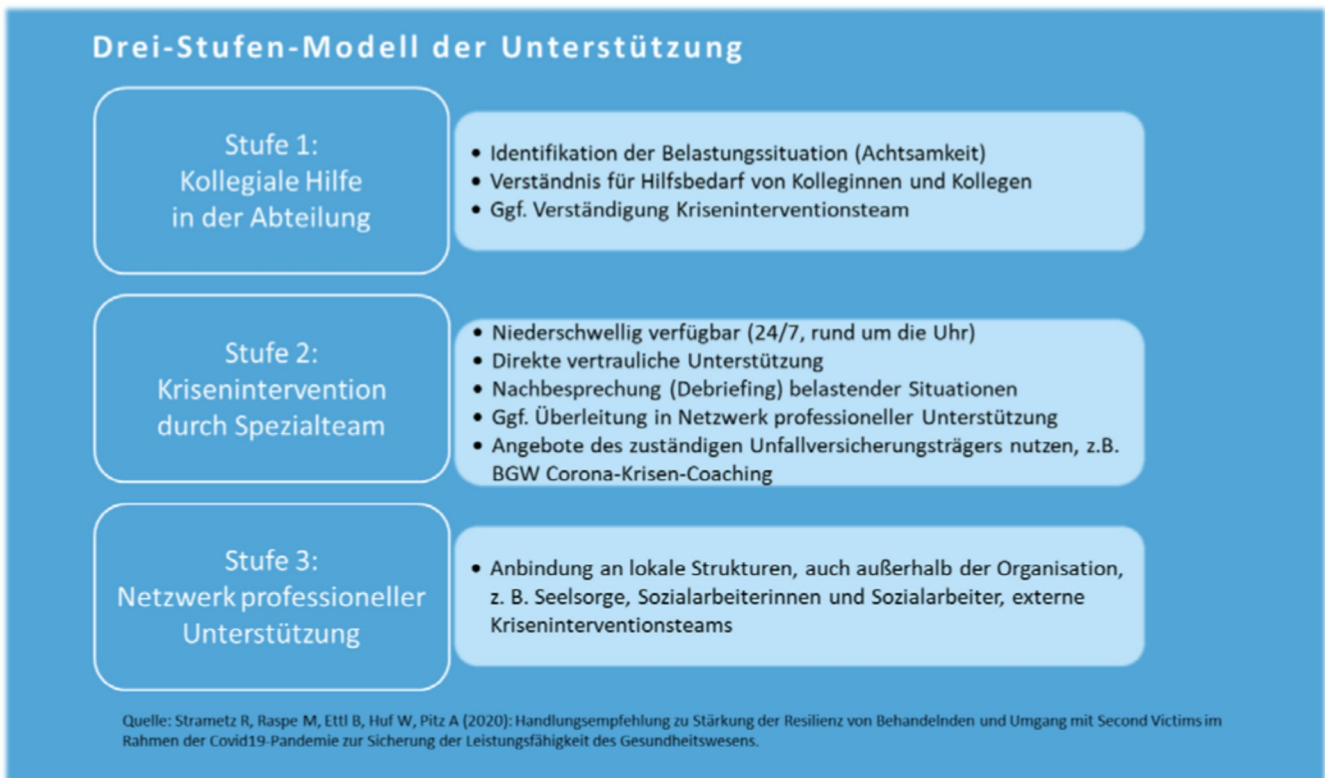 Drei-Stufen-Modell der Unterstützung
Stufe 1:
Kollegiale Hilfe
in der Abteilung
• Identifikation der Belastungssituation (Achtsamkeit)
• Verständnis für Hilfsbedarf von Kolleginnen und Kollegen
• Ggf. Verständigung Kriseninterventionsteam
Stufe 2:
Krisenintervention
durch Spezialteam
• Niederschwellig verfügbar (24/7, rund um die Uhr)
• Direkte vertrauliche Unterstützung
• Nachbesprechung (Debriefing) belastender Situationen
• Ggf. Überleitung in Netzwerk professioneller Unterstützung
• Angebote des zuständigen Unfallversicherungsträgers nutzen, z.B.
BGW Corona-Krisen-Coaching
Stufe 3:
Netzwerk professioneller
Unterstützung
• Anbindung an lokale Strukturen, auch außerhalb der Organisation,
z. B. Seelsorge, Sozialarbeiterinnen und Sozialarbeiter, externe
Kriseninterventionsteams
Quelle: Strametz R, Raspe M, Ettl B, Huf W, Pitz A (2020): Handlungsempfehlung zu Stärkung der Resilienz von Behandelnden und Umgang mit Second Victims im
Rahmen der Covid19-Pandemie zur Sicherung der Leistungsfähigkeit des Gesundheitswesens.